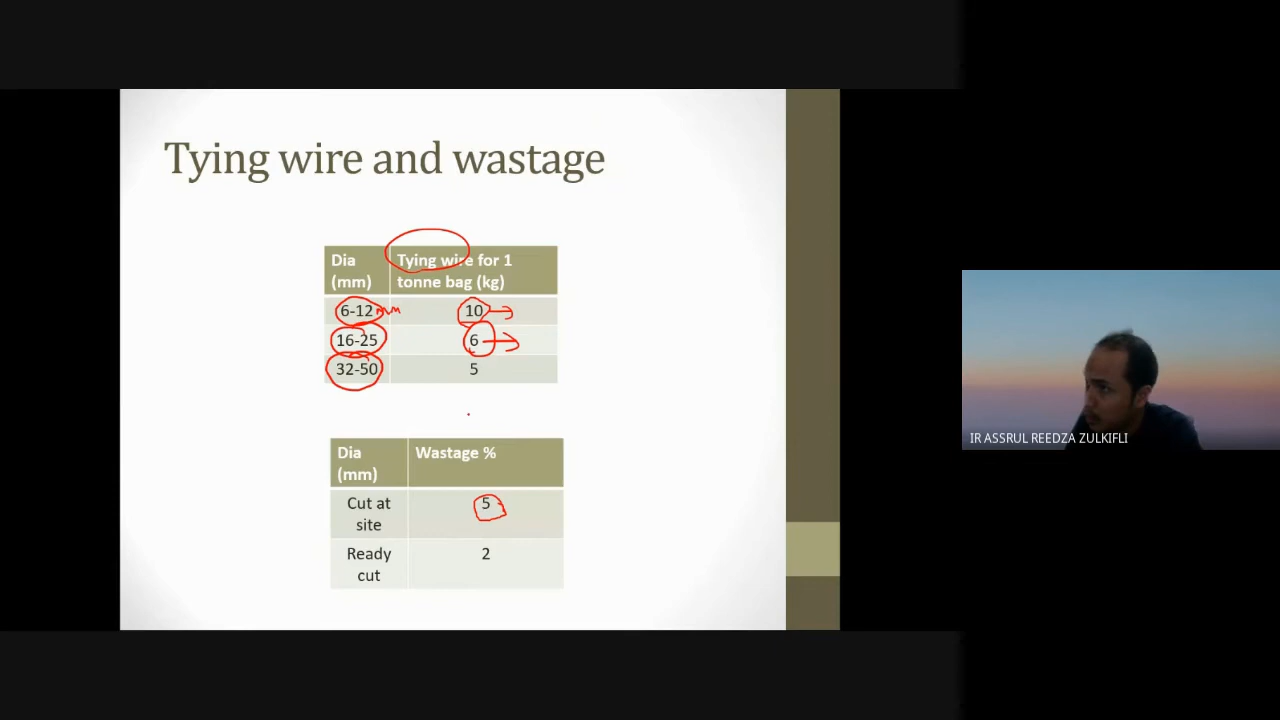 Tying wire and wastage
Dia (mm) Tying wire for 1 tonne bag (kg)
6-12 mm 10
16-25 6
32-50 5
Dia (mm) Wastage %
Cut at site 5
Ready cut 2
IR ASSRUL REEDZA ZULKIFLI